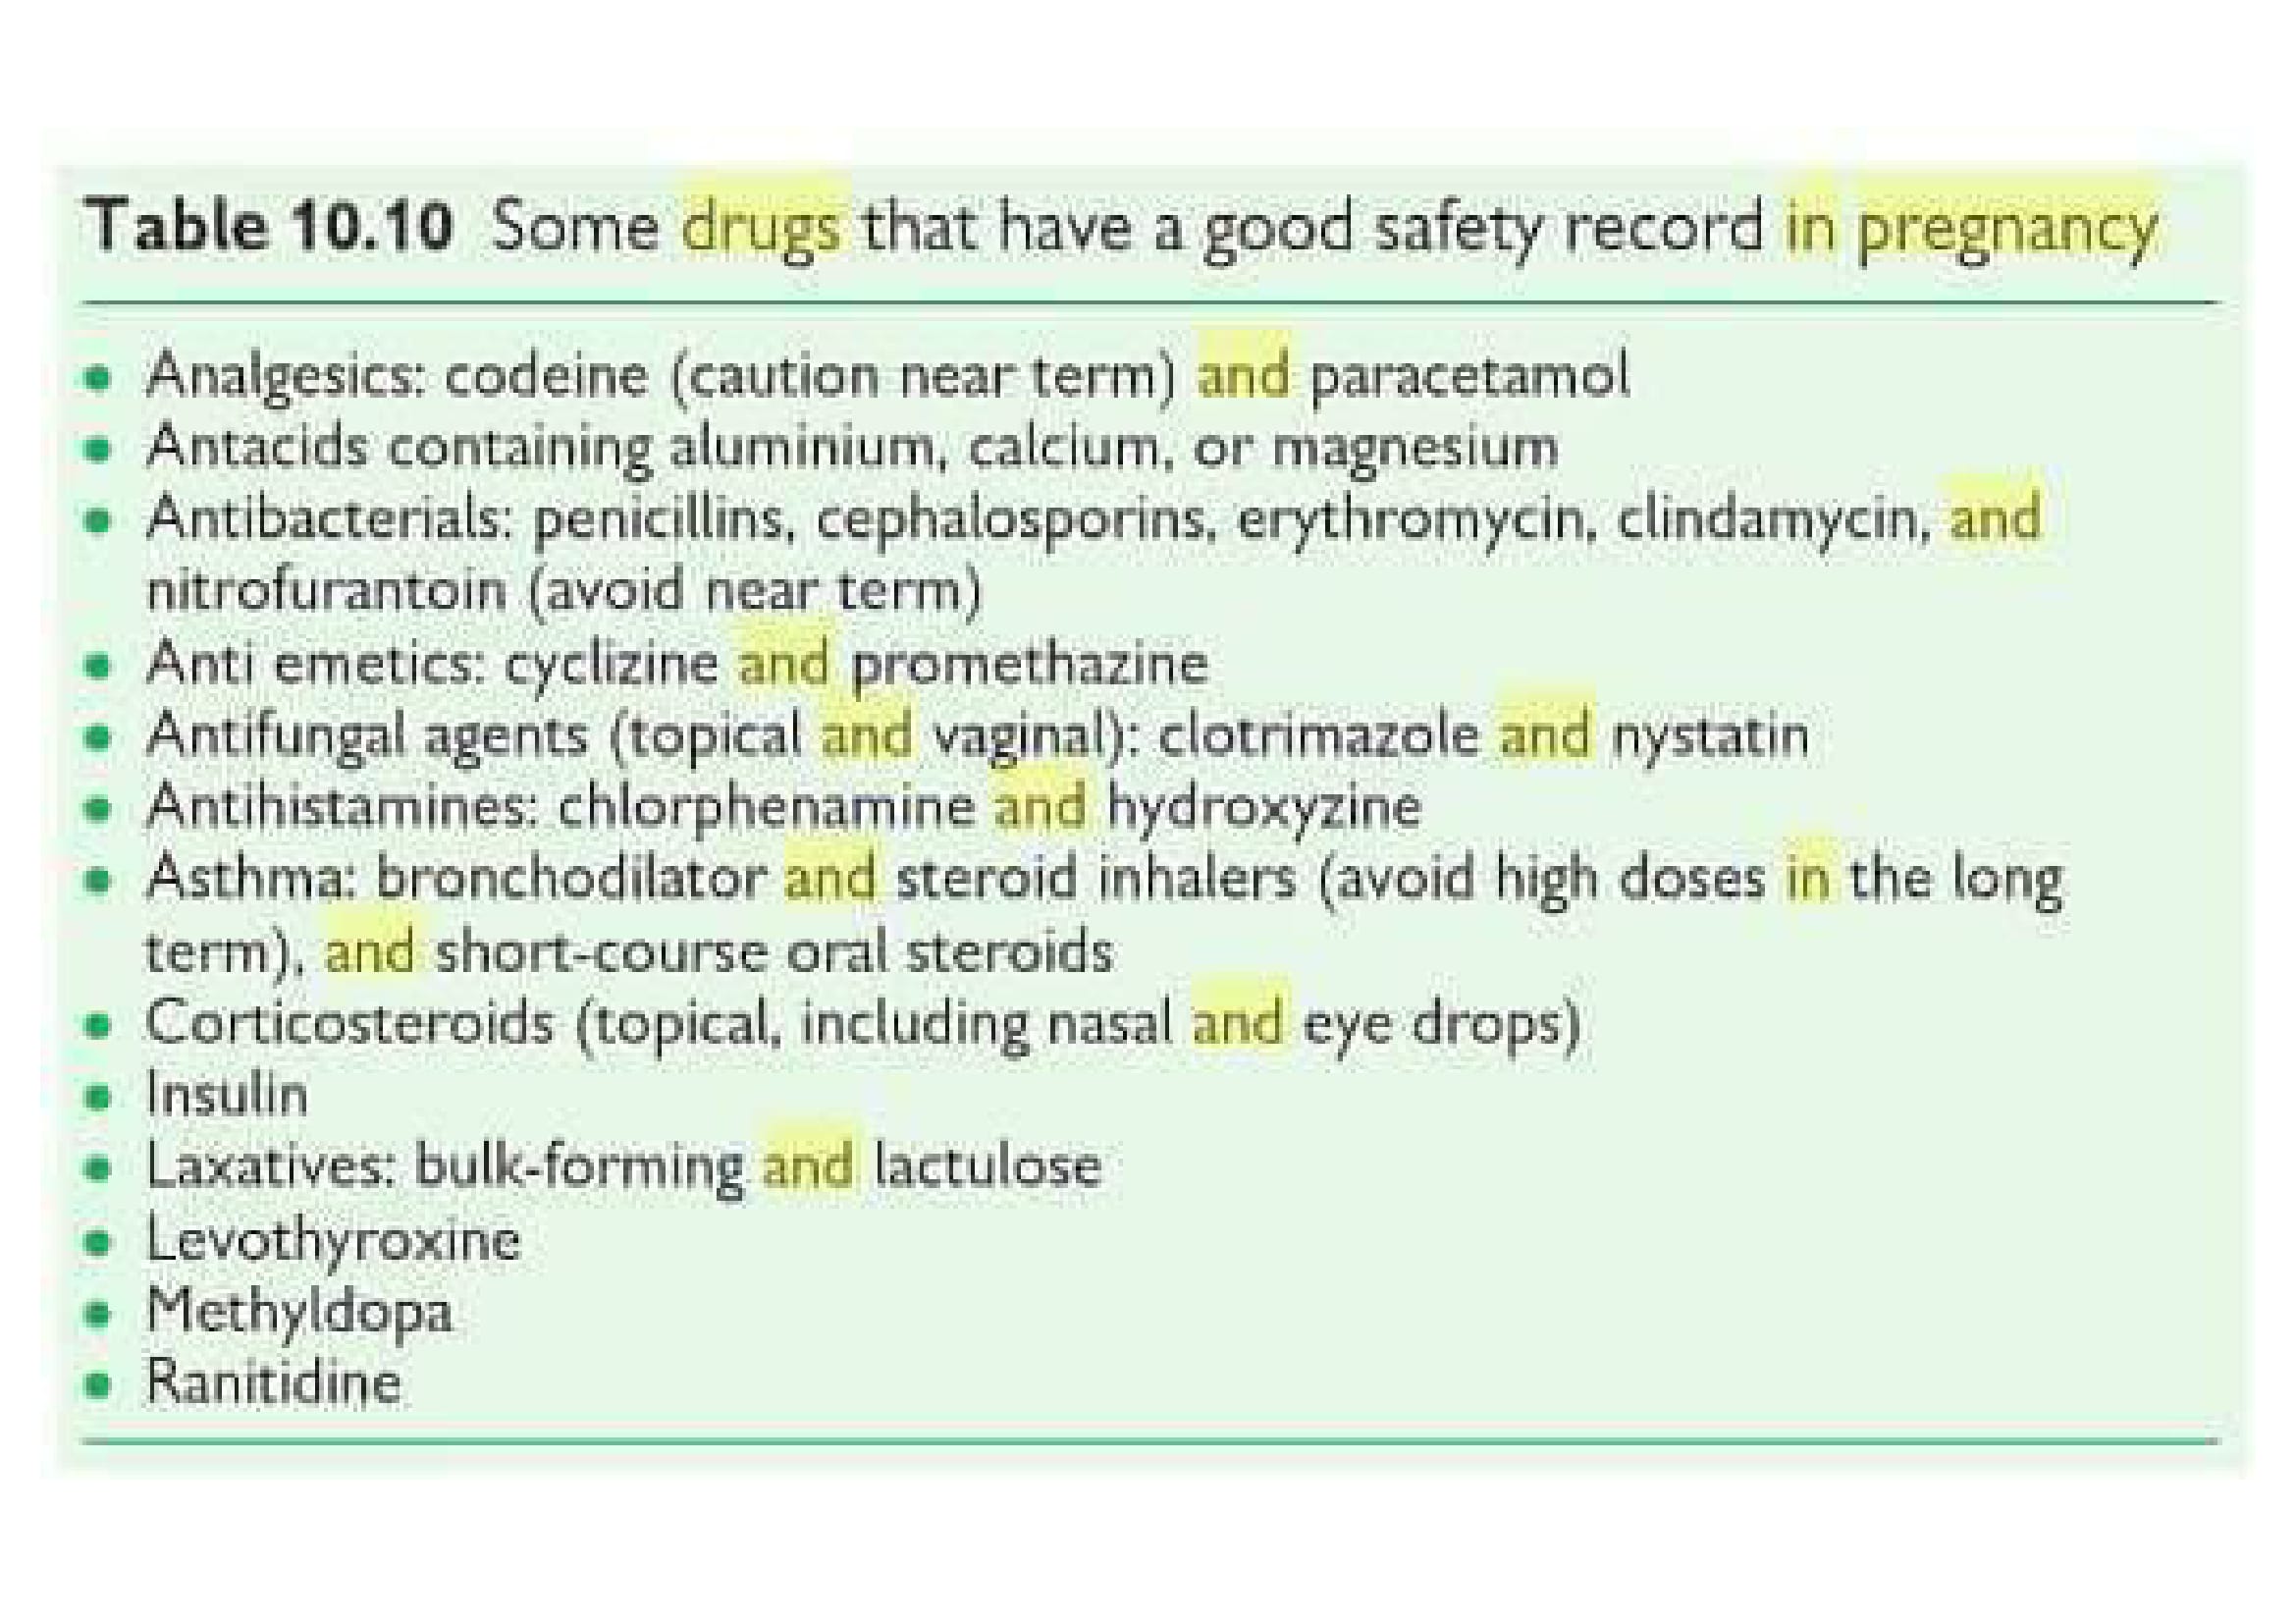 Table 10.10 Some drugs that have a good safety record in pregnancy
• Analgesics: codeine (caution near term) and paracetamol
• Antacids containing aluminium, calcium, or magnesium
• Antibacterials: penicillins, cephalosporins, erythromycin, clindamycin, and
nitrofurantoin (avoid near term)
• Anti emetics: cyclizine and promethazine
• Antifungal agents (topical and vaginal): clotrimazole and nystatin
• Antihistamines: chlorphenamine and hydroxyzine
• Asthma: bronchodilator and steroid inhalers (avoid high doses in the long
term), and short-course oral steroids
• Corticosteroids (topical, including nasal and eye drops)
• Insulin
• Laxatives: bulk-forming and lactulose
• Levothyroxine
• Methyldopa
• Ranitidine